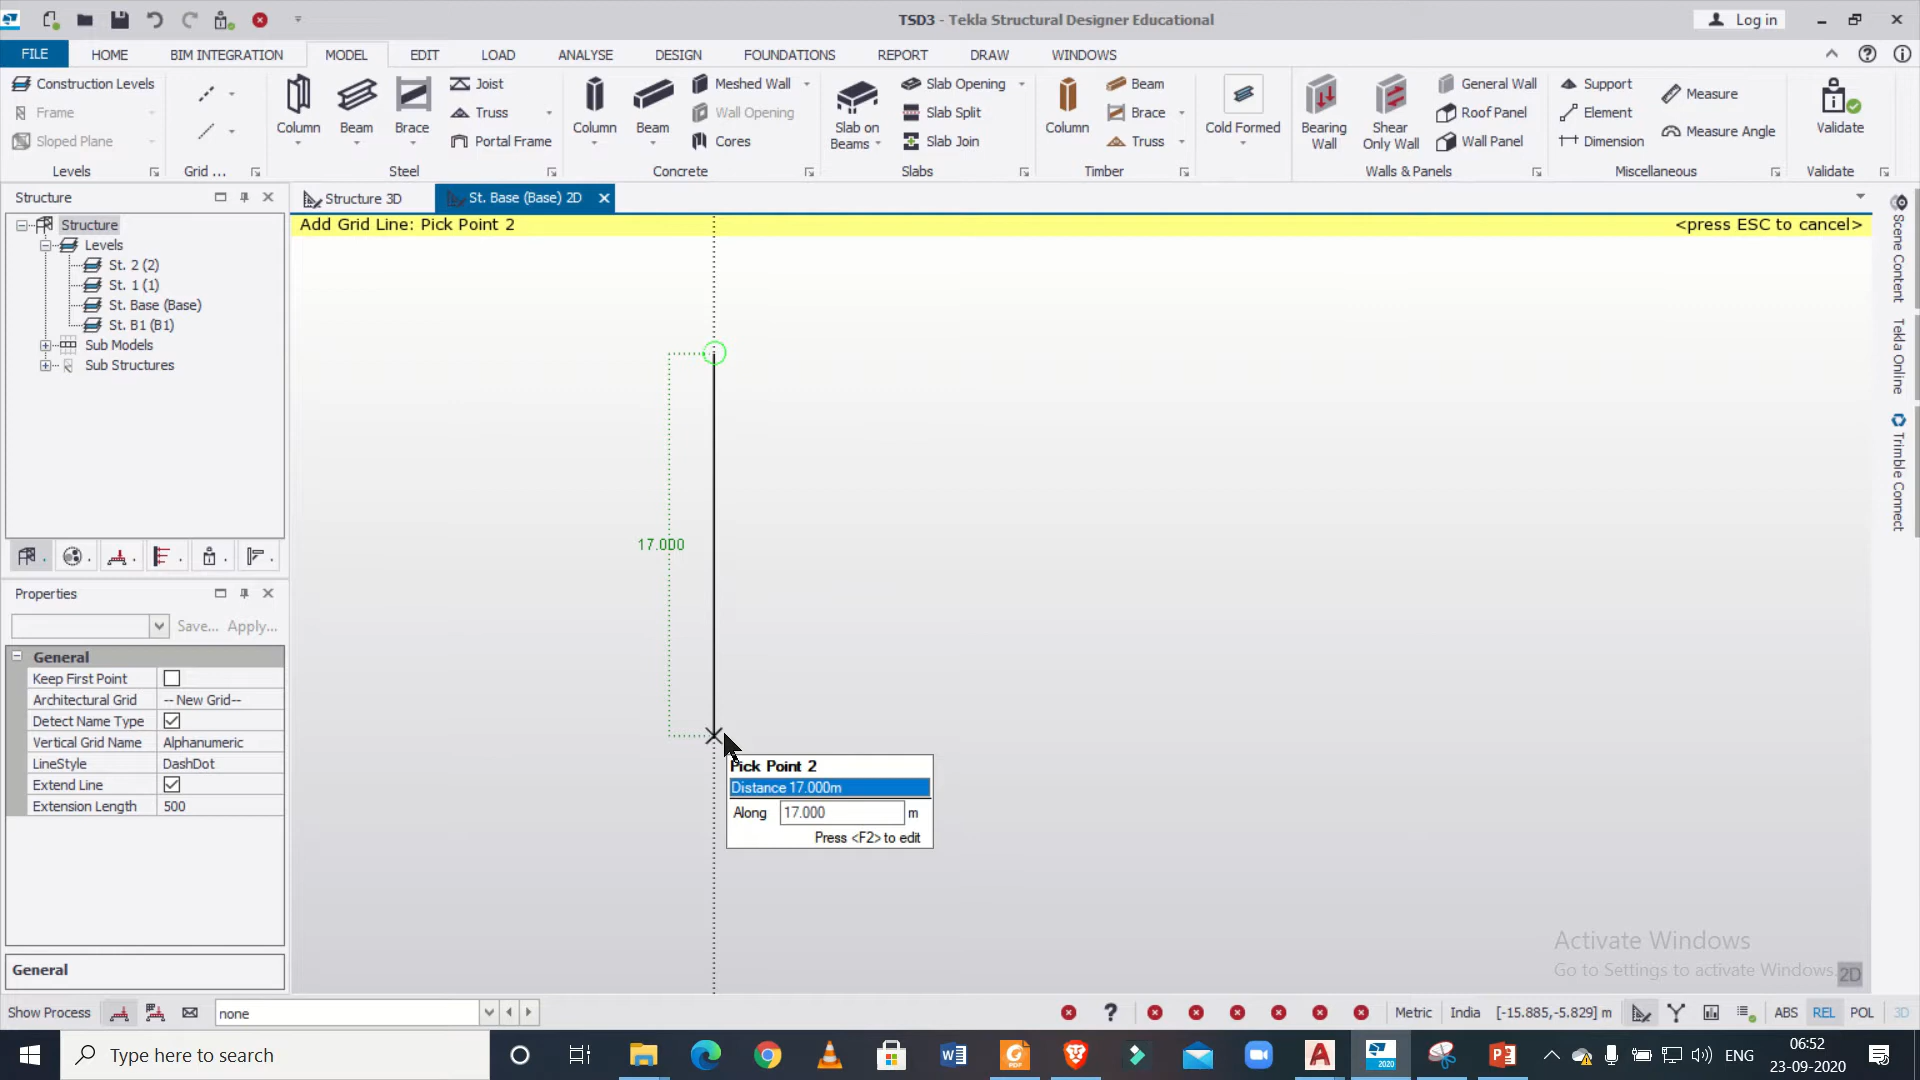 TSD3 - Tekla Structural Designer Educational
Log in
FILE
HOME
BIM INTEGRATION
MODEL
EDIT
LOAD
ANALYSE
DESIGN
FOUNDATIONS
REPORT
DRAW
WINDOWS
Construction Levels
Frame
Sloped Plane
Levels
Grid ...
Column
Beam
Brace
Joist
Truss
Portal Frame
Steel
Column
Beam
Meshed Wall
Wall Opening
Cores
Concrete
Slab on
Beams
Slab Opening
Slab Split
Slab Join
Slabs
Column
Beam
Brace
Truss
Timber
Cold Formed
Bearing
Wall
Shear
Only Wall
General Wall
Roof Panel
Wall Panel
Walls & Panels
Support
Element
Dimension
Measure
Measure Angle
Miscellaneous
Validate
Validate
Structure
Structure
Levels
St. 2 (2)
St. 1 (1)
St. Base (Base)
St. B1 (B1)
Sub Models
Sub Structures
Structure 3D
St. Base (Base) 2D
Add Grid Line: Pick Point 2
<press ESC to cancel>
17.000
Pick Point 2
Distance 17.000m
Along 17.000 m
Press <F2> to edit
Scene Content
Tekla Online
Trimble Connect
Properties
Save... Apply...
General
Keep First Point
Architectural Grid -- New Grid--
Detect Name Type
Vertical Grid Name Alphanumeric
LineStyle DashDot
Extend Line
Extension Length 500
General
Activate Windows
Go to Settings to activate Windows.
2D
Show Process
none
Metric
India
[-15.885,-5.829] m
ABS
REL
POL
3D
Type here to search
2020
ENG
06:52
23-09-2020